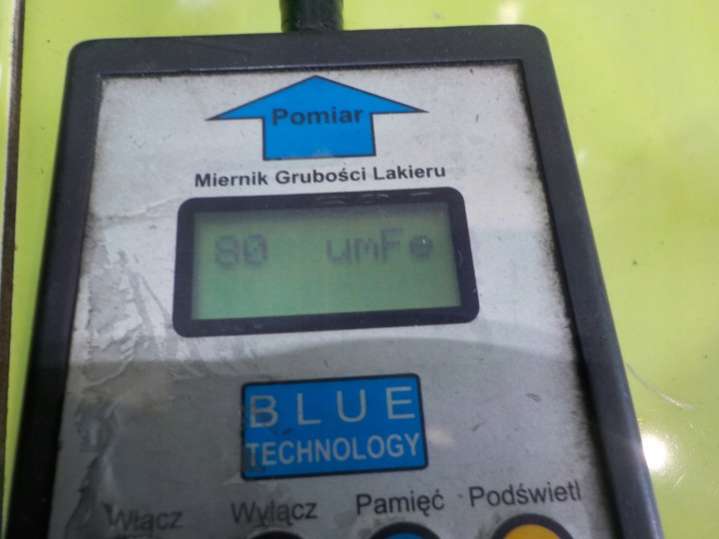 Pomiar
Miernik Grubości Lakieru
80 umFe
BLUE
TECHNOLOGY
Włącz Wyłącz Pamięć Podświetl